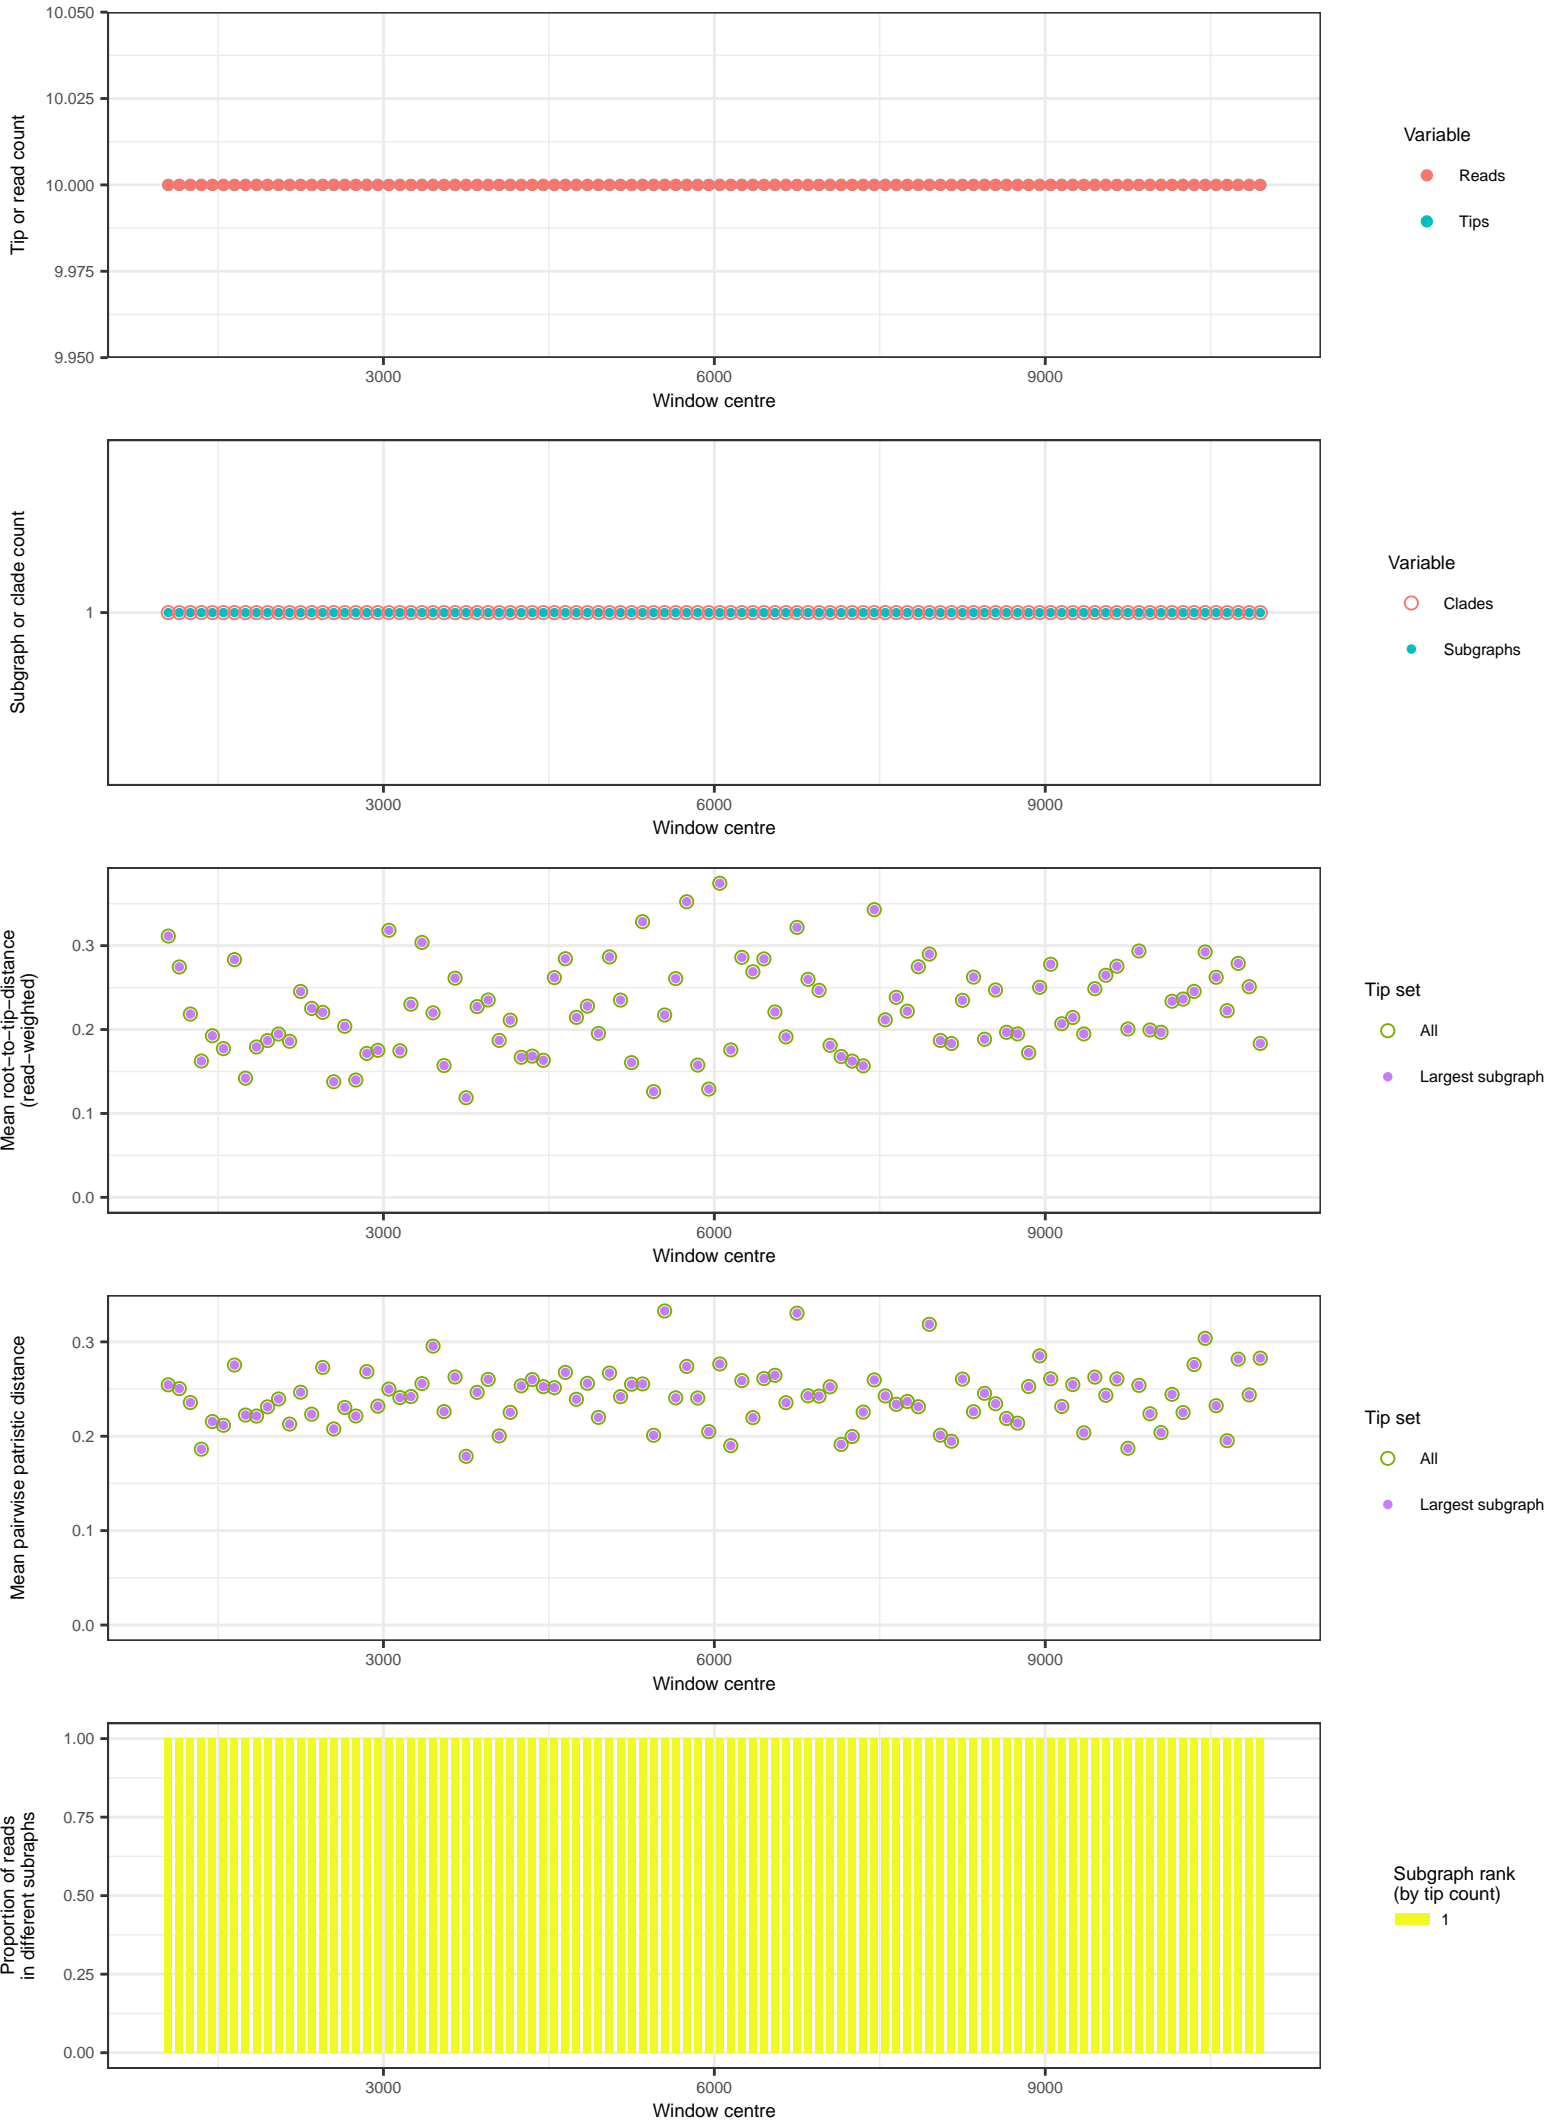 10.050
10.025
10.000
9.975
9.950
Tip or read count
3000 6000 9000
Window centre
Variable
Reads
Tips
1
Subgraph or clade count
3000 6000 9000
Window centre
Variable
Clades
Subgraphs
0.3
0.2
0.1
0.0
Mean root−to−tip−distance
(read−weighted)
3000 6000 9000
Window centre
Tip set
All
Largest subgraph
0.3
0.2
0.1
0.0
Mean pairwise patristic distance
3000 6000 9000
Window centre
Tip set
All
Largest subgraph
1.00
0.75
0.50
0.25
0.00
Proportion of reads
in different subraphs
3000 6000 9000
Window centre
Subgraph rank
(by tip count)
1